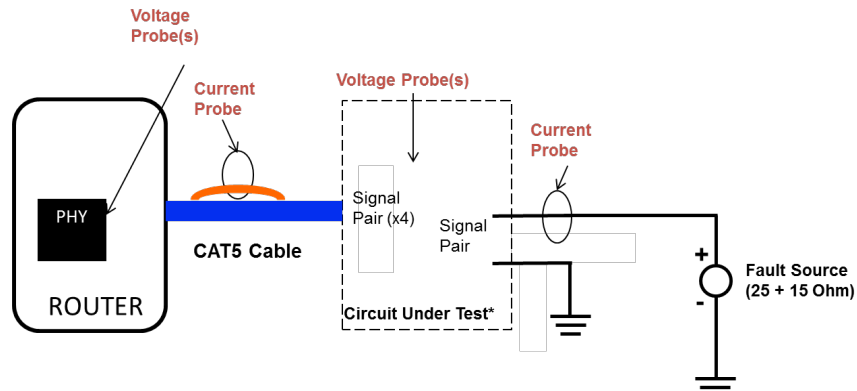 Voltage
Probe(s)
Current
Probe
Voltage Probe(s)
Current
Probe
PHY
Signal
Pair (x4)
Signal
Pair
CAT5 Cable
+
-
Fault Source
(25 + 15 Ohm)
ROUTER
Circuit Under Test*